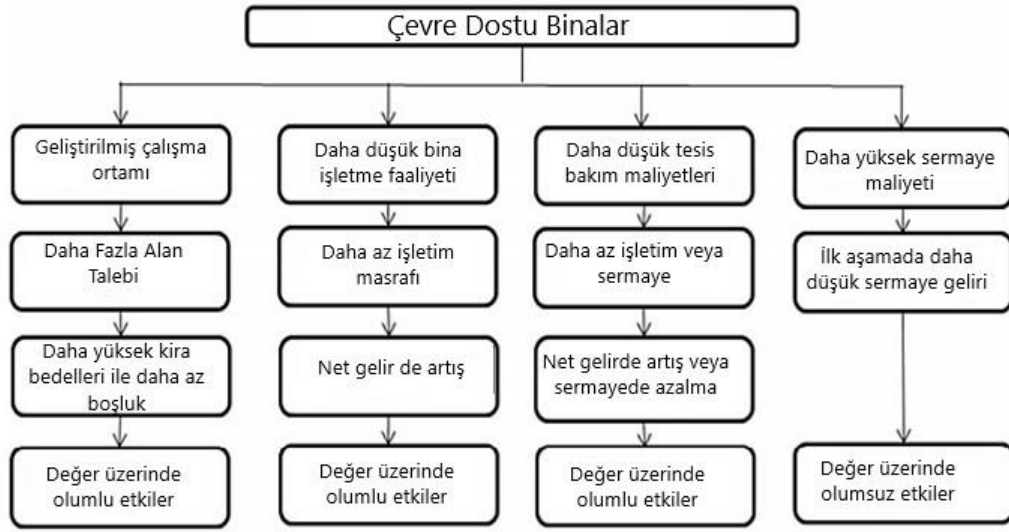 Çevre Dostu Binalar
Geliştirilmiş çalışma
ortamı
Daha düşük bina
işletme faaliyeti
Daha düşük tesis
bakım maliyetleri
Daha yüksek sermaye
maliyeti
Daha Fazla Alan
Talebi
Daha az işletim
masrafı
Daha az işletim veya
sermaye
İlk aşamada daha
düşük sermaye geliri
Daha yüksek kira
bedelleri ile daha az
boşluk
Net gelir de artış
Net gelirde artış veya
sermayede azalma
Değer üzerinde
olumlu etkiler
Değer üzerinde
olumlu etkiler
Değer üzerinde
olumlu etkiler
Değer üzerinde
olumsuz etkiler